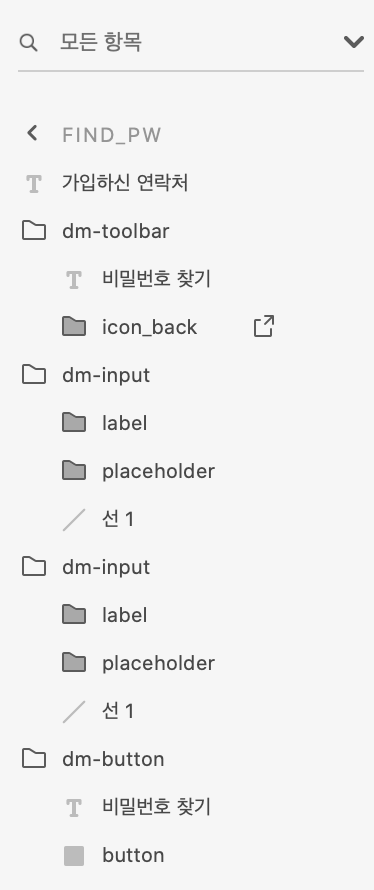 모든 항목
FIND_PW
가입하신 연락처
dm-toolbar
비밀번호 찾기
icon_back
dm-input
label
placeholder
선 1
dm-input
label
placeholder
선 1
dm-button
비밀번호 찾기
button